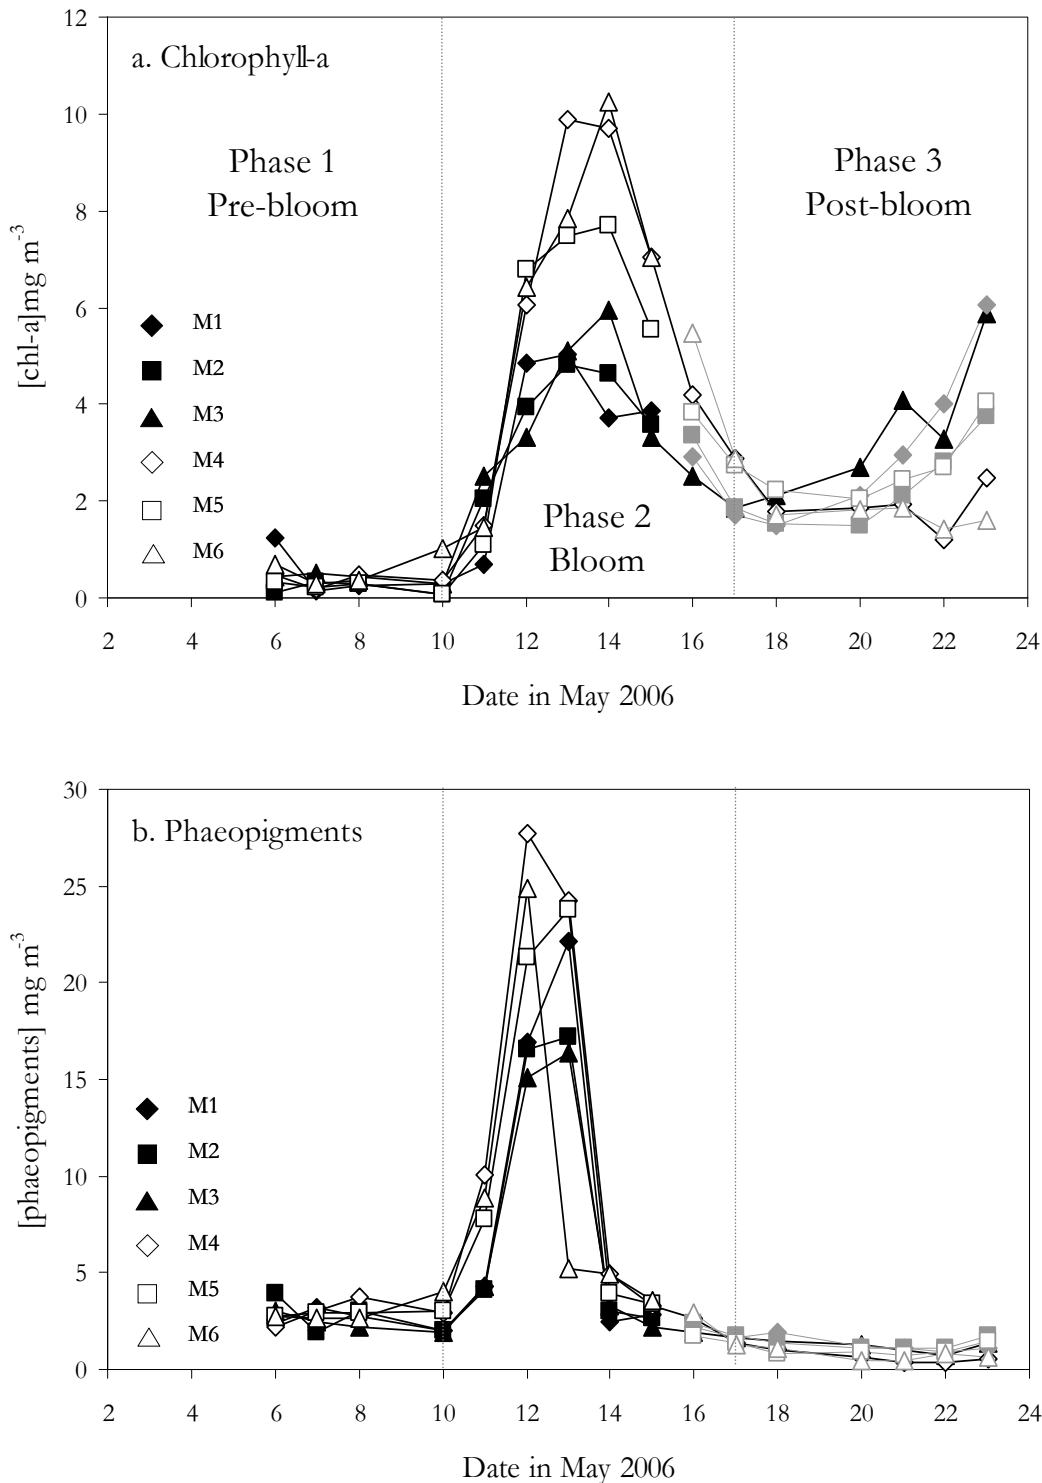 12
a. Chlorophyll-a
10
Phase 1
Pre-bloom
Phase 3
Post-bloom
8
[chl-a]mg m-3
6
M1
M2
M3
4
M4
M5
M6
2
Phase 2
Bloom
0
2 4 6 8 10 12 14 16 18 20 22 24
Date in May 2006
30
b. Phaeopigments
25
20
[phaeopigments] mg m-3
15
M1
M2
10
M3
M4
5
M5
M6
0
2 4 6 8 10 12 14 16 18 20 22 24
Date in May 2006